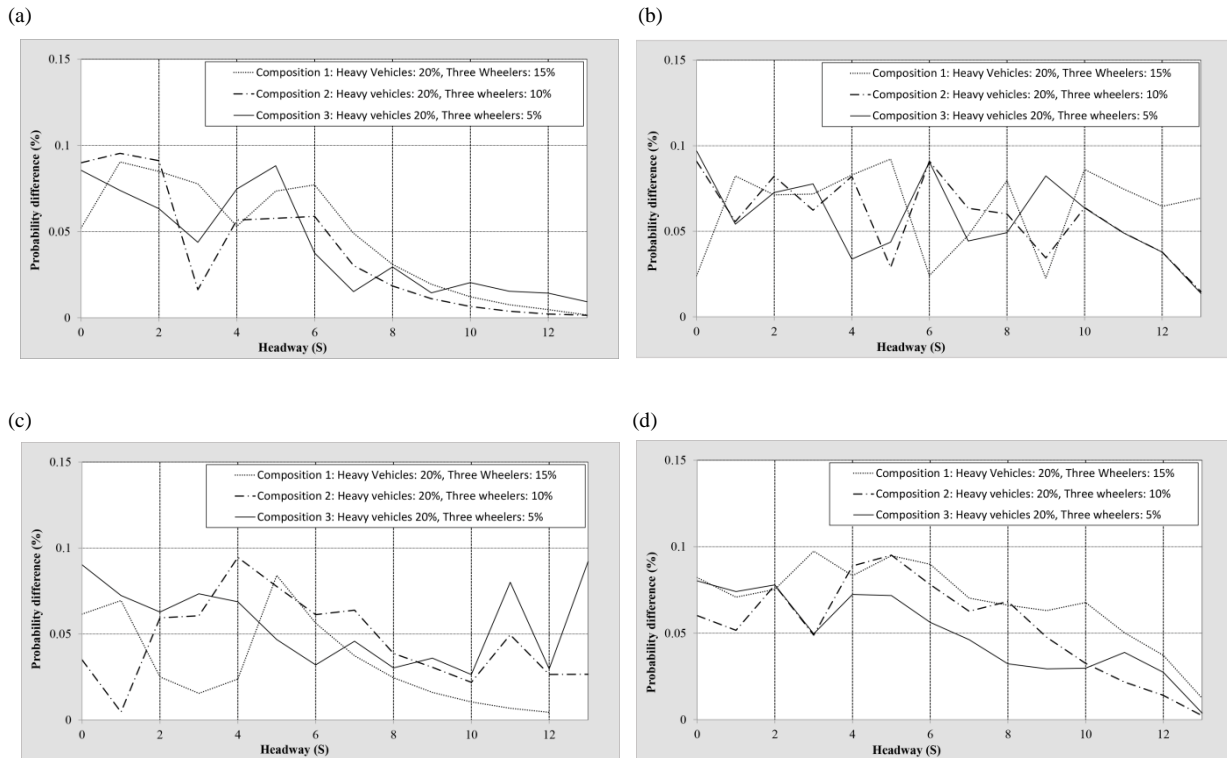 (a)
0.15
Composition 1: Heavy Vehicles: 20%, Three Wheelers: 15%
Composition 2: Heavy vehicles: 20%, Three wheelers: 10%
Composition 3: Heavy vehicles 20%, Three wheelers: 5%
0.1
0.05
0
Probability difference (%)
0 2 4 6 8 10 12
Headway (S)
(b)
0.15
Composition 1: Heavy Vehicles: 20%, Three Wheelers: 15%
Composition 2: Heavy vehicles: 20%, Three wheelers: 10%
Composition 3: Heavy vehicles 20%, Three wheelers: 5%
0.1
0.05
0
Probability difference (%)
0 2 4 6 8 10 12
Headway (S)
(c)
0.15
Composition 1: Heavy Vehicles: 20%, Three Wheelers: 15%
Composition 2: Heavy vehicles: 20%, Three wheelers: 10%
Composition 3: Heavy vehicles 20%, Three wheelers: 5%
0.1
0.05
0
Probability difference (%)
0 2 4 6 8 10 12
Headway (S)
(d)
0.15
Composition 1: Heavy Vehicles: 20%, Three Wheelers: 15%
Composition 2: Heavy vehicles: 20%, Three wheelers: 10%
Composition 3: Heavy vehicles 20%, Three wheelers: 5%
0.1
0.05
0
Probability difference (%)
0 2 4 6 8 10 12
Headway (S)